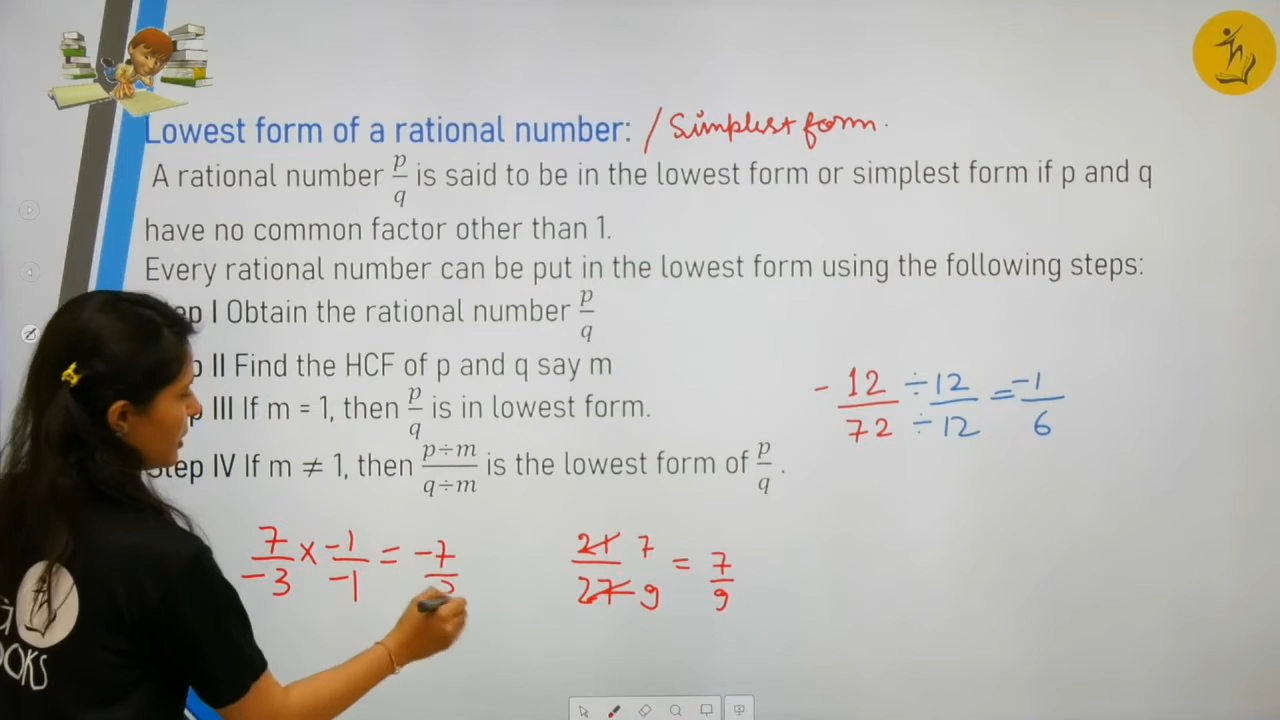 Lowest form of a rational number: / Simplest form.
A rational number p/q is said to be in the lowest form or simplest form if p and q
have no common factor other than 1.
Every rational number can be put in the lowest form using the following steps:
I Obtain the rational number p/q
II Find the HCF of p and q say m
III If m = 1, then p/q is in lowest form.
Step IV If m ≠ 1, then p÷m/q÷m is the lowest form of p/q .
-12/72 ÷12/÷12 = -1/6
7/-3 × -1/-1 = -7/
21/27 7/9 = 7/9
OKS